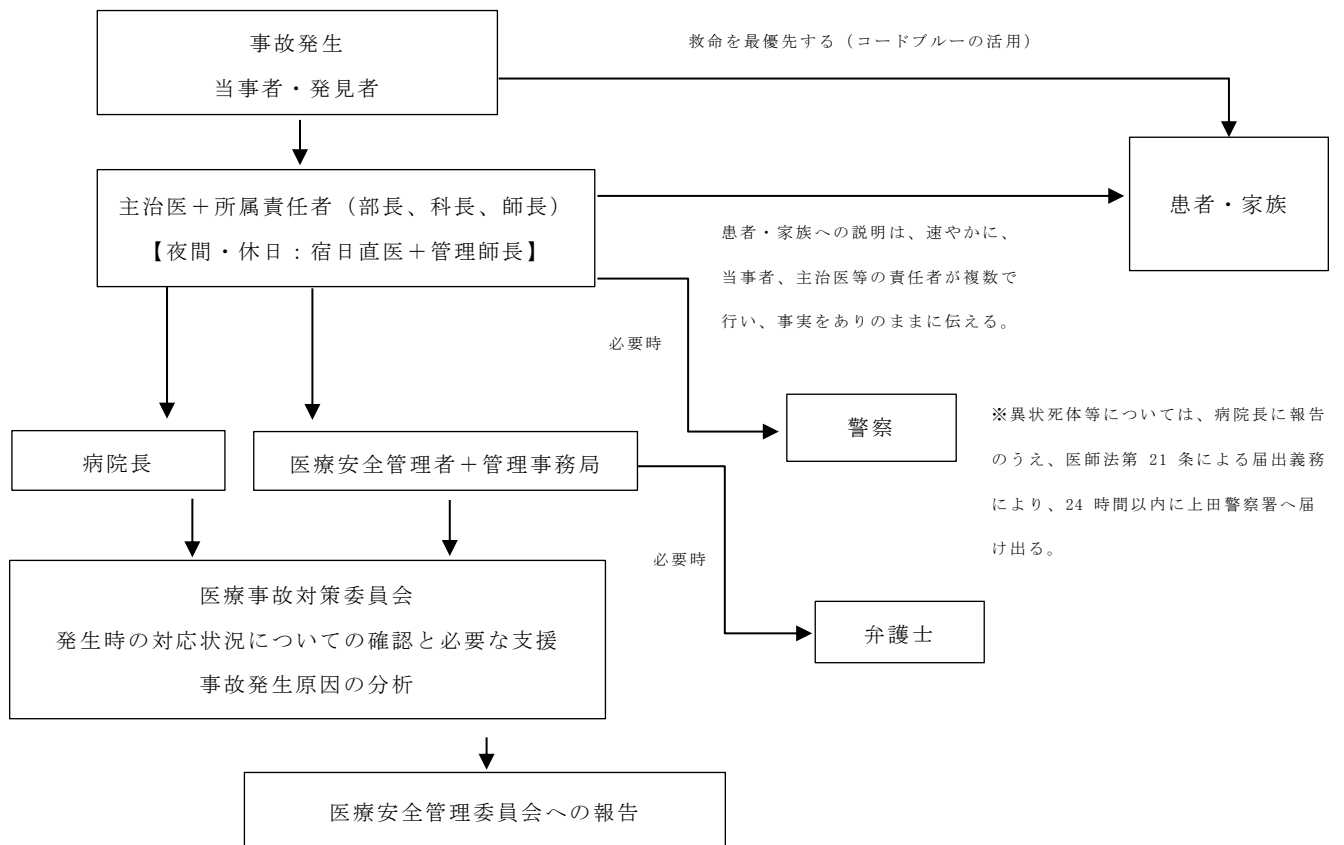 事故発生
当事者・発見者
救命を最優先する（コードブルーの活用）
主治医＋所属責任者（部長、科長、師長）
【夜間・休日：宿日直医＋管理師長】
患者・家族
患者・家族への説明は、速やかに、
当事者、主治医等の責任者が複数で
行い、事実をありのままに伝える。
必要時
警察
※異状死体等については、病院長に報告
のうえ、医師法第 21 条による届出義務
により、24 時間以内に上田警察署へ届
け出る。
病院長
医療安全管理者＋管理事務局
必要時
弁護士
医療事故対策委員会
発生時の対応状況についての確認と必要な支援
事故発生原因の分析
医療安全管理委員会への報告